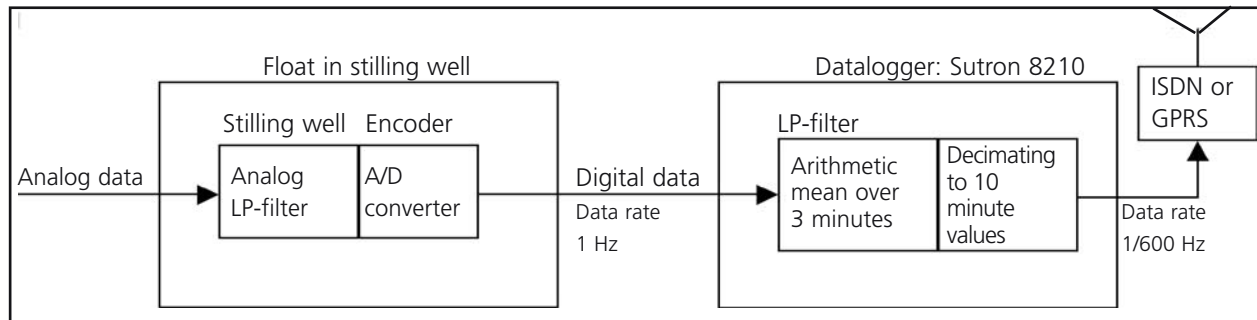 Float in stilling well
Datalogger: Sutron 8210
ISDN or
GPRS
Stilling well
Encoder
LP-filter
Analog data
Analog
LP-filter
A/D
converter
Digital data
Data rate
1 Hz
Arithmetic
mean over
3 minutes
Decimating
to 10
minute
values
Data rate
1/600 Hz